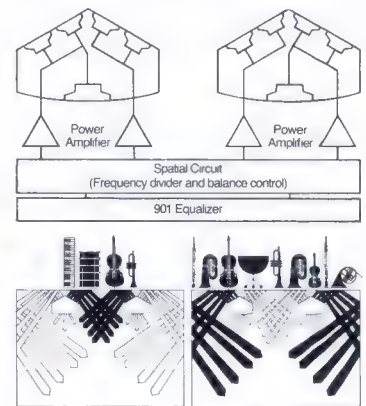 Power
Amplifier
Power
Amplifier
Spatial Circuit
(Frequency divider and balance control)
901 Equalizer